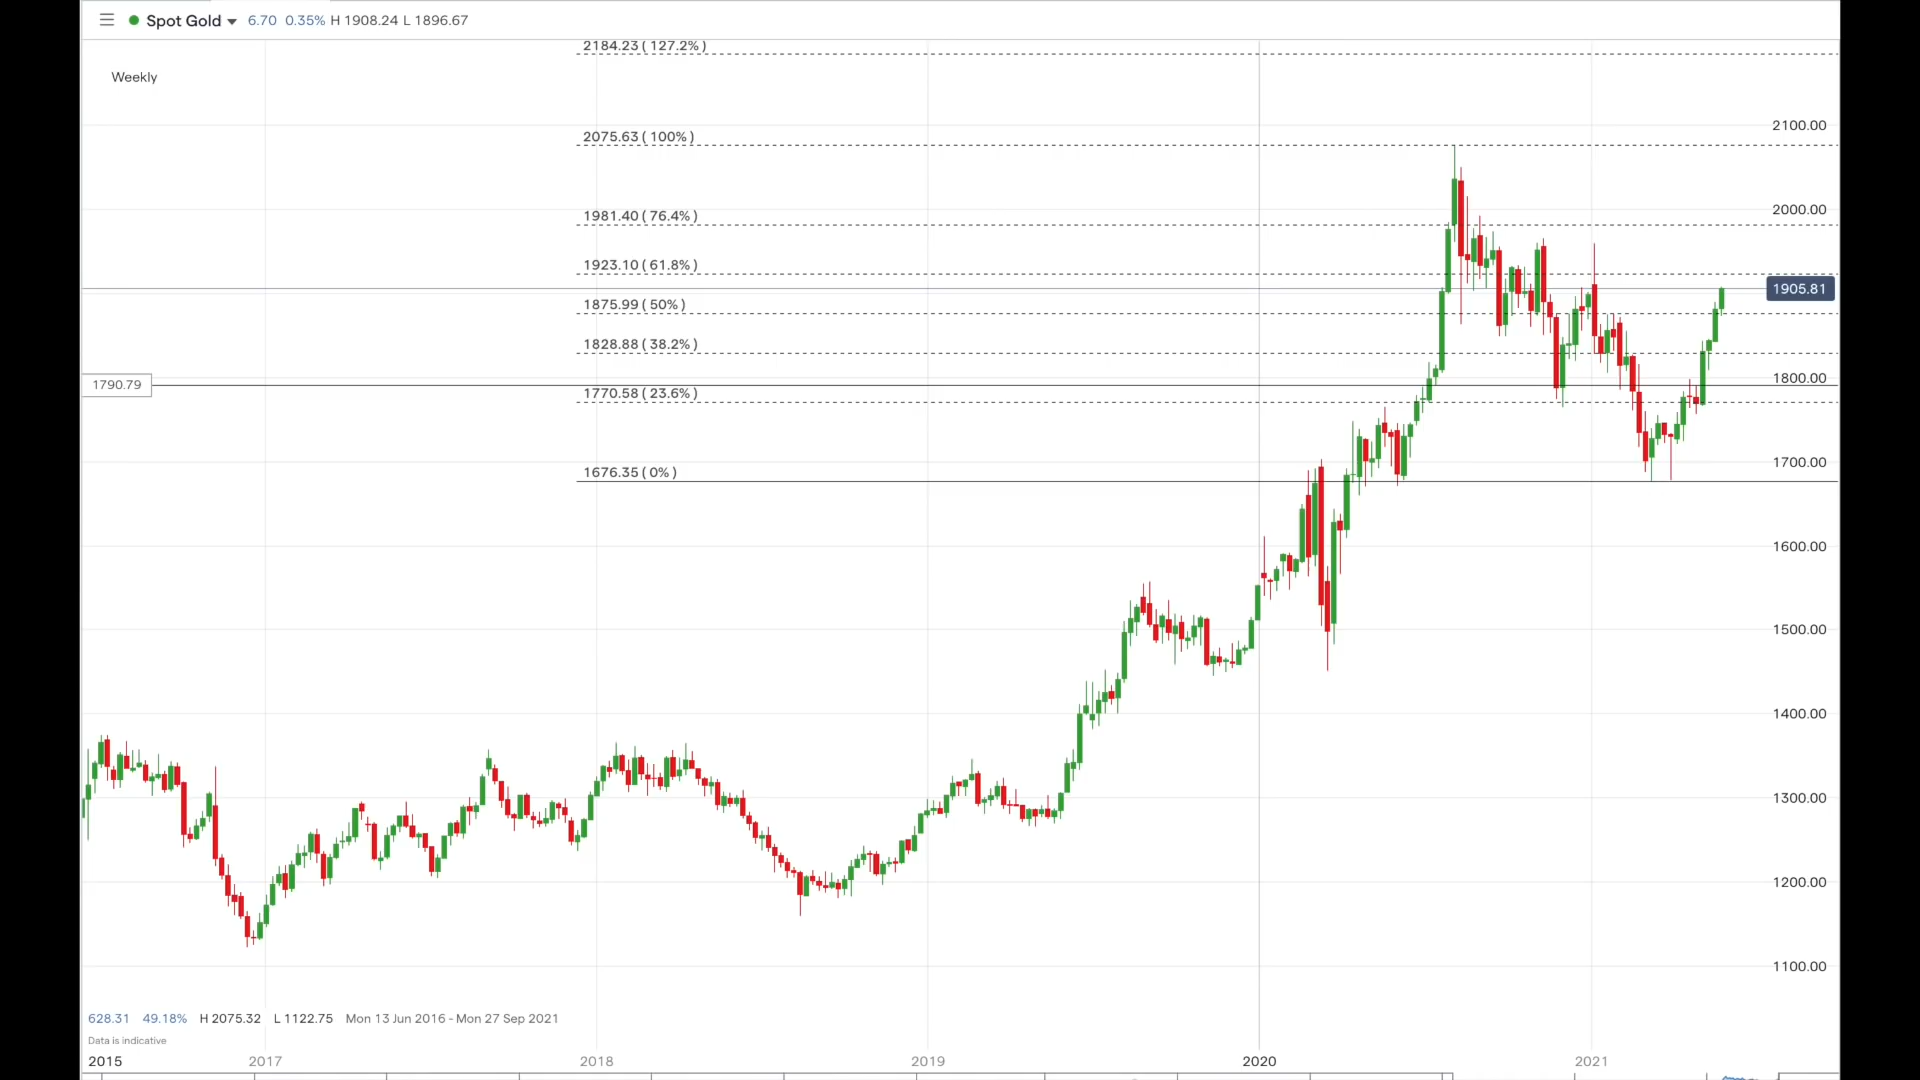 Spot Gold 6.70 0.35% H 1908.24 L 1896.67
2184.23 ( 127.2% )
Weekly
2100.00
2075.63 ( 100% )
2000.00
1981.40 ( 76.4% )
1923.10 ( 61.8% )
1905.81
1875.99 ( 50% )
1828.88 ( 38.2% )
1800.00
1790.79
1770.58 ( 23.6% )
1700.00
1676.35 ( 0% )
1600.00
1500.00
1400.00
1300.00
1200.00
1100.00
628.31 49.18% H 2075.32 L 1122.75 Mon 13 Jun 2016 - Mon 27 Sep 2021
Data is indicative
2015 2017 2018 2019 2020 2021